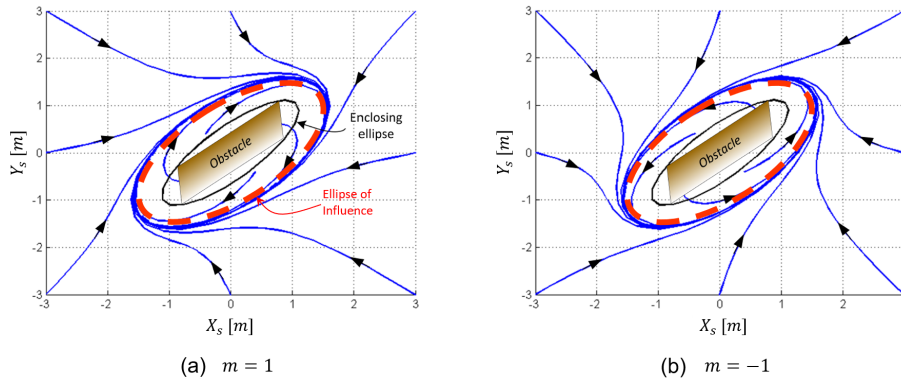 3
2
1
0
-1
-2
-3
-3
-2
-1
0
1
2
3
Y_s [m]
X_s [m]
Obstacle
Enclosing
ellipse
Ellipse of
Influence
(a) m = 1
3
2
1
0
-1
-2
-3
-3
-2
-1
0
1
2
3
Y_s [m]
X_s [m]
Obstacle
(b) m = −1